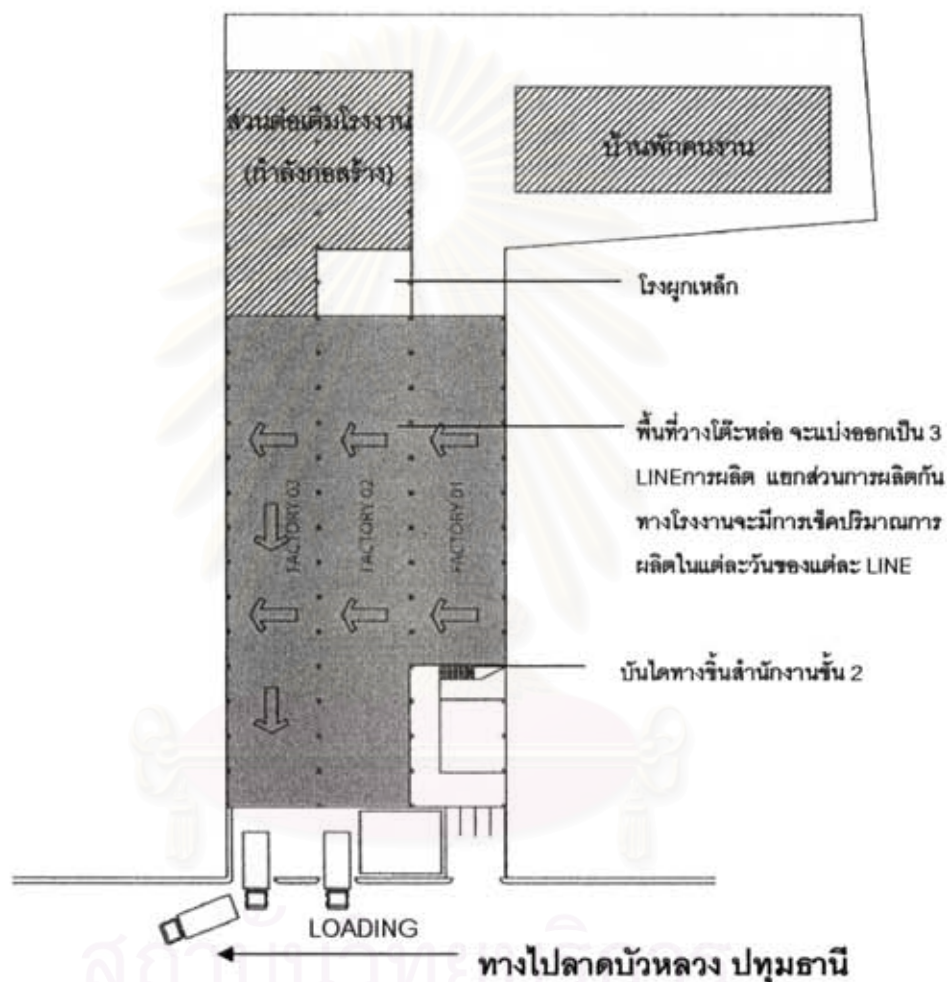 ส่วนต่อเติมโรงงาน
(กำลังก่อสร้าง)
บ้านพักคนงาน
โรงผูกเหล็ก
พื้นที่วางโต๊ะหล่อ จะแบ่งออกเป็น 3
LINEการผลิต แยกส่วนการผลิตกัน
ทางโรงงานจะมีการเช็คปริมาณการ
ผลิตในแต่ละวันของแต่ละ LINE
FACTORY 03
FACTORY 02
FACTORY 01
บันไดทางขึ้นสำนักงานชั้น 2
LOADING
ทางไปลาดบัวหลวง ปทุมธานี